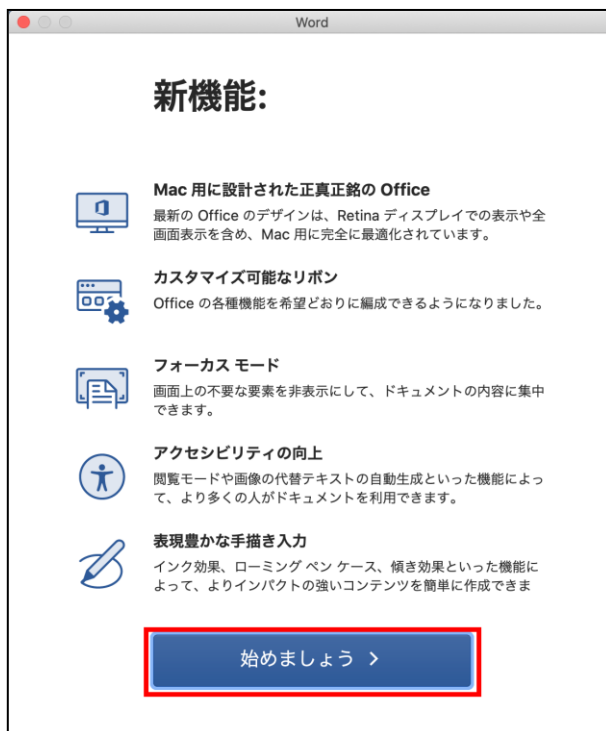 Word
新機能:
Mac 用に設計された正真正銘の Office
最新の Office のデザインは、Retina ディスプレイでの表示や全
画面表示を含め、Mac 用に完全に最適化されています。
カスタマイズ可能なリボン
Office の各種機能を希望どおりに編成できるようになりました。
フォーカス モード
画面上の不要な要素を非表示にして、ドキュメントの内容に集中
できます。
アクセシビリティの向上
閲覧モードや画像の代替テキストの自動生成といった機能によっ
て、より多くの人がドキュメントを利用できます。
表現豊かな手描き入力
インク効果、ローミング ペン ケース、傾き効果といった機能に
よって、よりインパクトの強いコンテンツを簡単に作成できま
始めましょう >